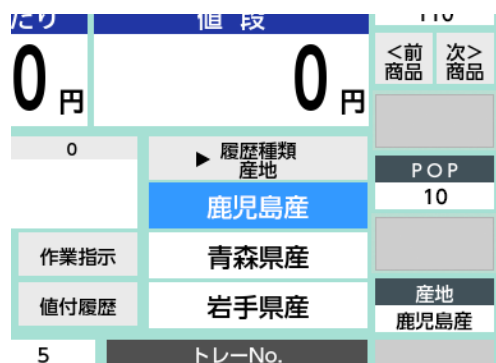 たり 値段 110
0円 0円 <前商品 次>商品
0 ▶ 履歴種類
産地
POP
鹿児島産 10
作業指示 青森県産
値付履歴 岩手県産 産地
鹿児島産
5 トレーNo.